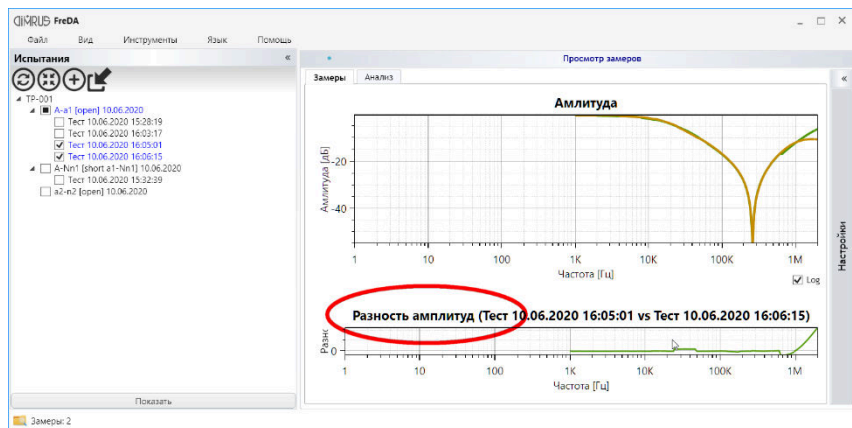 DIMRUS FreDA
Файл Вид Инструменты Язык Помощь
Испытания «
TP-001
A-a1 [open] 10.06.2020
Тест 10.06.2020 15:28:19
Тест 10.06.2020 16:03:17
Тест 10.06.2020 16:05:01
Тест 10.06.2020 16:06:15
A-Nn1 [short a1-Nn1] 10.06.2020
Тест 10.06.2020 15:32:39
a2-n2 [open] 10.06.2020
Показать
Замеры: 2
Просмотр замеров
Замеры Анализ «
Амлитуда
Амлитуда [дБ]
-20
-40
1 10 100 1K 10K 100K 1M
Частота [Гц]
Log
Разность амплитуд (Тест 10.06.2020 16:05:01 vs Тест 10.06.2020 16:06:15)
Разнс
0
1 10 100 1K 10K 100K 1M
Частота [Гц]
Настройки